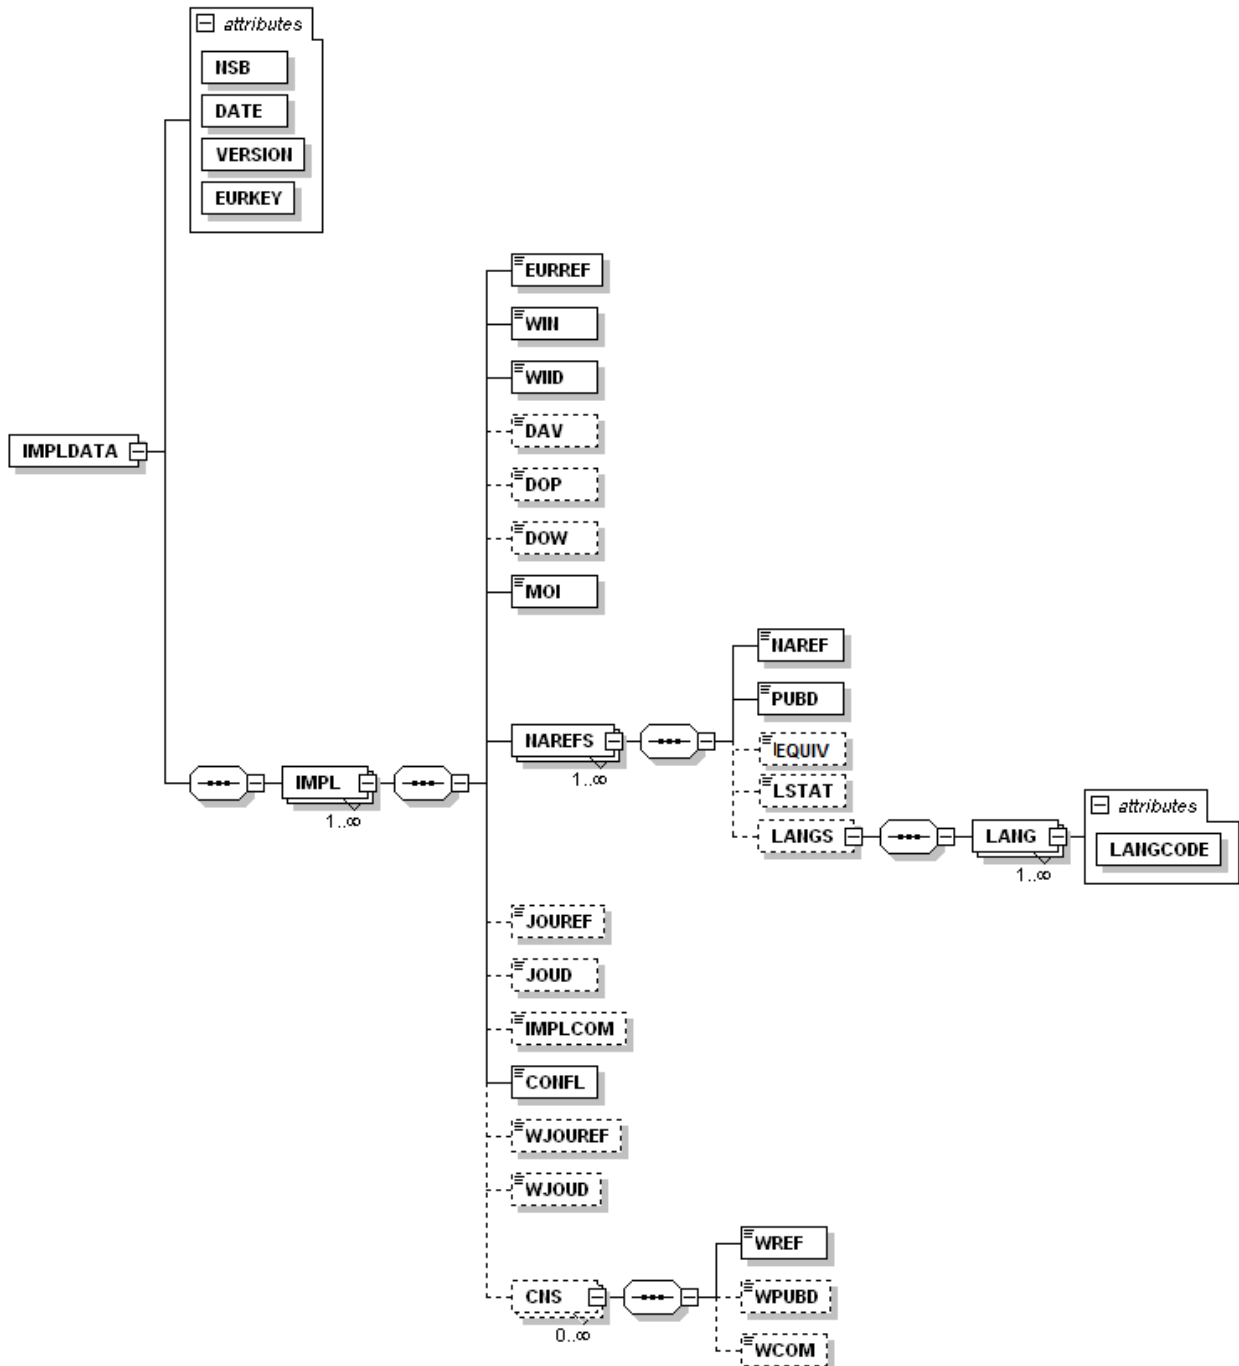 attributes
NSB
DATE
VERSION
EURKEY
EURREF
WIN
WIID
DAV
IMPLDATA
DOP
DOW
MOI
NAREF
PUBD
NAREFS
1..∞
EQUIV
IMPL
1..∞
LSTAT
attributes
LANGS
LANG
LANGCODE
1..∞
JOUREF
JOUD
IMPLCOM
CONFL
WJOUREF
WJOUD
WREF
CNS
0..∞
WPUBD
WCOM